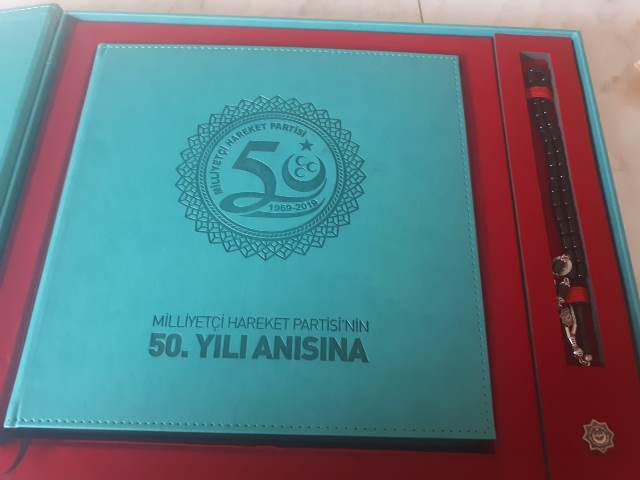 MİLLİYETÇİ HAREKET PARTİSİ
50
1969-2019
MİLLİYETÇİ HAREKET PARTİSİ'NİN
50. YILI ANISINA